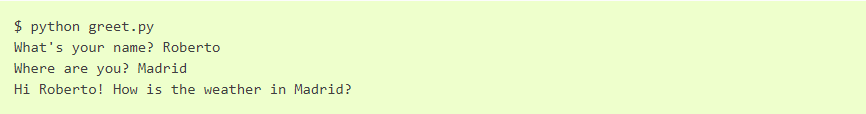 $ python greet.py
What's your name? Roberto
Where are you? Madrid
Hi Roberto! How is the weather in Madrid?